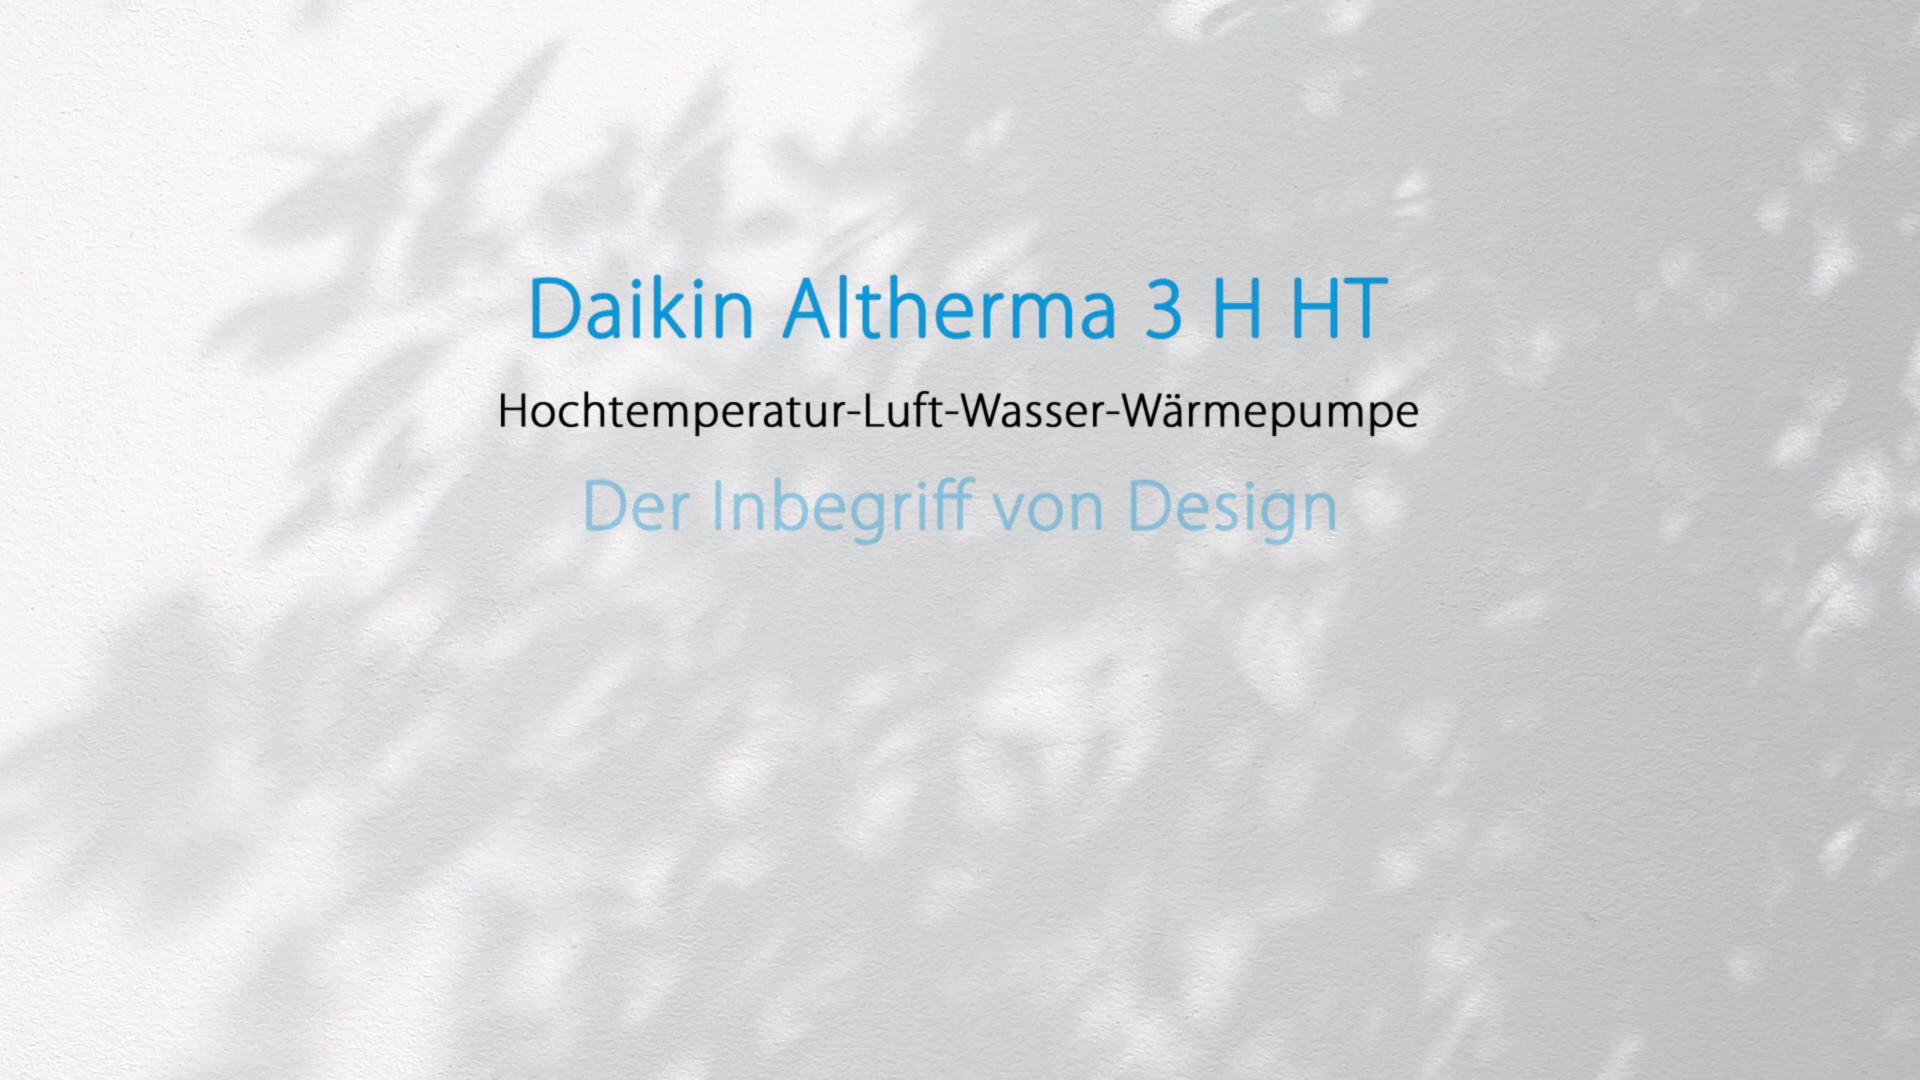 Daikin Altherma 3 H HT
Hochtemperatur-Luft-Wasser-Wärmepumpe
Der Inbegriff von Design